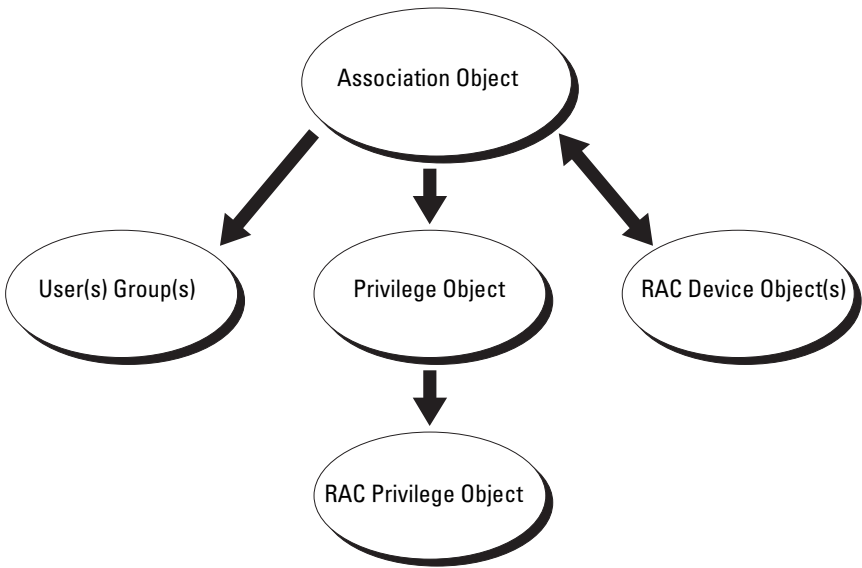 Association Object
User(s) Group(s)
Privilege Object
RAC Device Object(s)
RAC Privilege Object